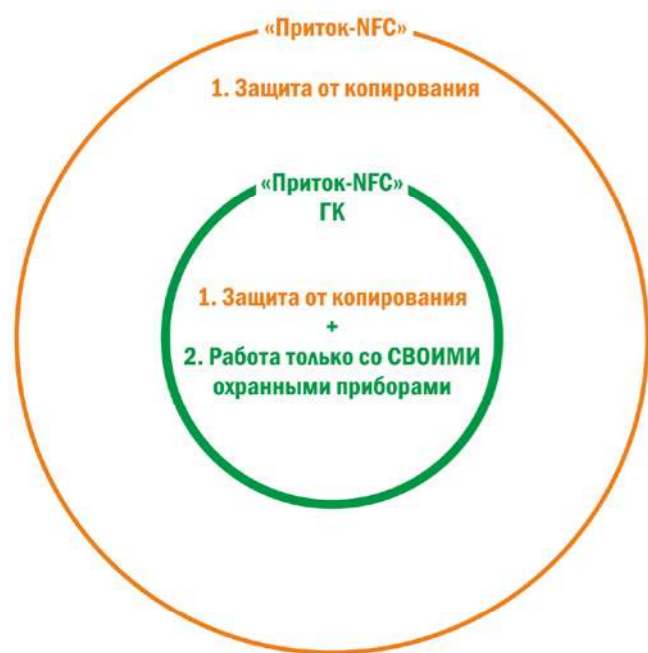 «Приток-NFC»
1. Защита от копирования
«Приток-NFC»
ГК
1. Защита от копирования
+
2. Работа только со СВОИМИ
охранными приборами